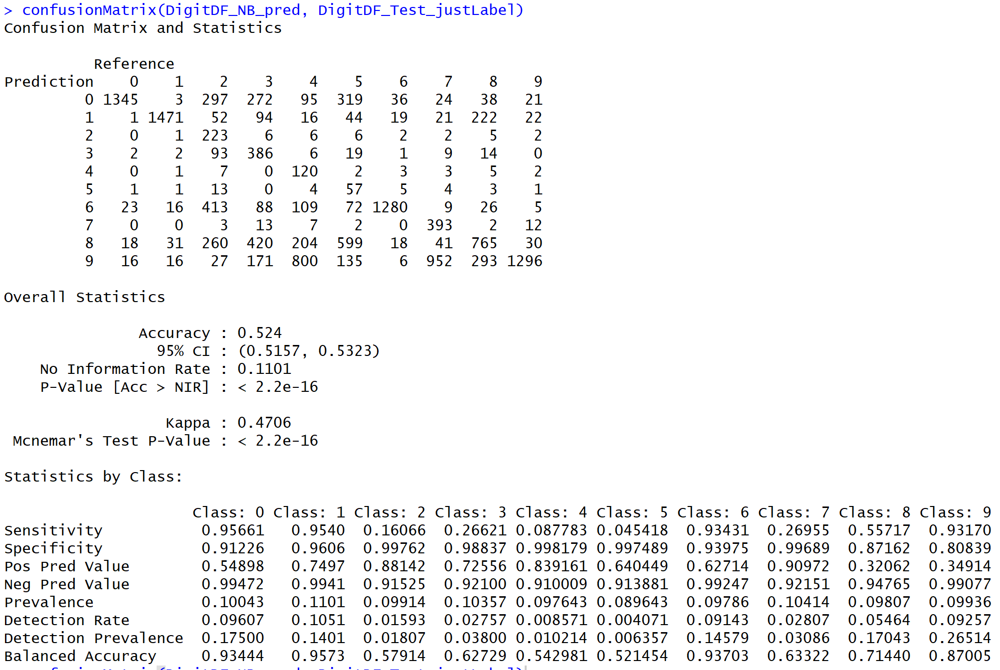 > confusionMatrix(DigitDF_NB_pred, DigitDF_Test_justLabel)
Confusion Matrix and Statistics
Reference
Prediction 0 1 2 3 4 5 6 7 8 9
0 1345 3 297 272 95 319 36 24 38 21
1 1 1471 52 94 16 44 19 21 222 22
2 0 1 223 6 6 6 2 2 5 2
3 2 2 93 386 6 19 1 9 14 0
4 0 1 7 0 120 2 3 3 5 2
5 1 1 13 0 4 57 5 4 3 1
6 23 16 413 88 109 72 1280 9 26 5
7 0 0 3 13 7 2 0 393 2 12
8 18 31 260 420 204 599 18 41 765 30
9 16 16 27 171 800 135 6 952 293 1296
Overall Statistics
Accuracy : 0.524
95% CI : (0.5157, 0.5323)
No Information Rate : 0.1101
P-Value [Acc > NIR] : < 2.2e-16
Kappa : 0.4706
Mcnemar's Test P-Value : < 2.2e-16
Statistics by Class:
Class: 0 Class: 1 Class: 2 Class: 3 Class: 4 Class: 5 Class: 6 Class: 7 Class: 8 Class: 9
Sensitivity 0.95661 0.9540 0.16066 0.26621 0.087783 0.045418 0.93431 0.26955 0.55717 0.93170
Specificity 0.91226 0.9606 0.99762 0.98837 0.998179 0.997489 0.93975 0.99689 0.87162 0.80839
Pos Pred Value 0.54898 0.7497 0.88142 0.72556 0.839161 0.640449 0.62714 0.90972 0.32062 0.34914
Neg Pred Value 0.99472 0.9941 0.91525 0.92100 0.910009 0.913881 0.99247 0.92151 0.94765 0.99077
Prevalence 0.10043 0.1101 0.09914 0.10357 0.097643 0.089643 0.09786 0.10414 0.09807 0.09936
Detection Rate 0.09607 0.1051 0.01593 0.02757 0.008571 0.004071 0.09143 0.02807 0.05464 0.09257
Detection Prevalence 0.17500 0.1401 0.01807 0.03800 0.010214 0.006357 0.14579 0.03086 0.17043 0.26514
Balanced Accuracy 0.93444 0.9573 0.57914 0.62729 0.542981 0.521454 0.93703 0.63322 0.71440 0.87005